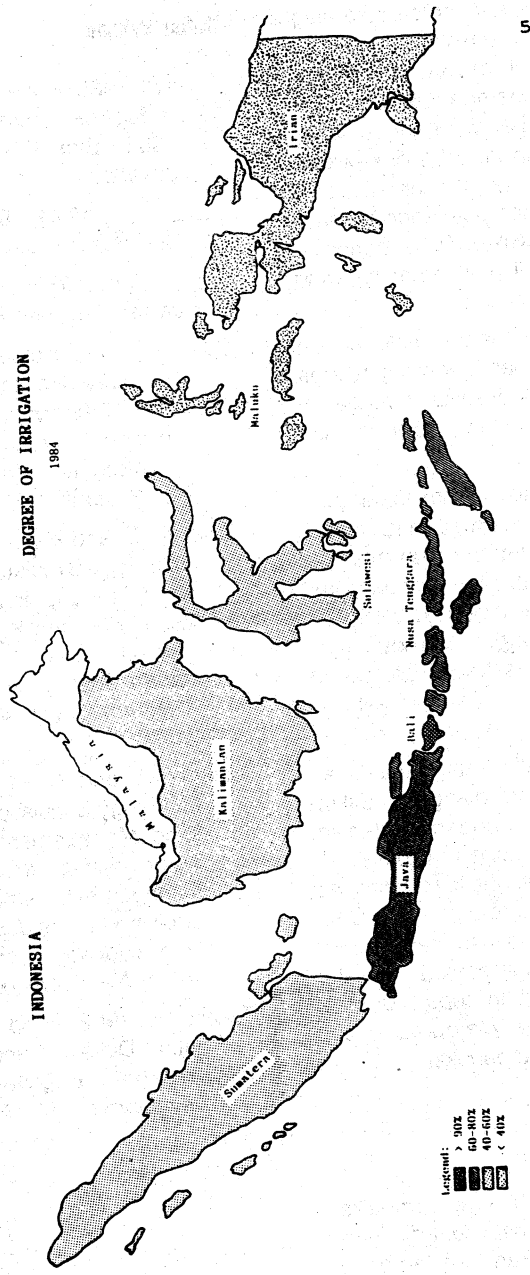 5
INDONESIA
DEGREE OF IRRIGATION
1984
Malaysia
Kalimantan
Sumatera
Java
Bali
Nusa Tenggara
Sulawesi
Maluku
Irian
Legend:
> 90%
60-80%
40-60%
< 40%